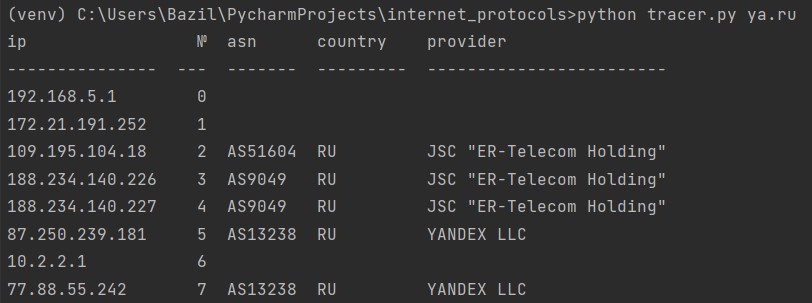 (venv) C:\Users\Bazil\PycharmProjects\internet_protocols>python tracer.py ya.ru
ip                 №  asn      country    provider
---------------  ---  -------  ---------  ------------------------
192.168.5.1        0
172.21.191.252     1
109.195.104.18     2  AS51604  RU         JSC "ER-Telecom Holding"
188.234.140.226    3  AS9049   RU         JSC "ER-Telecom Holding"
188.234.140.227    4  AS9049   RU         JSC "ER-Telecom Holding"
87.250.239.181     5  AS13238  RU         YANDEX LLC
10.2.2.1           6
77.88.55.242       7  AS13238  RU         YANDEX LLC